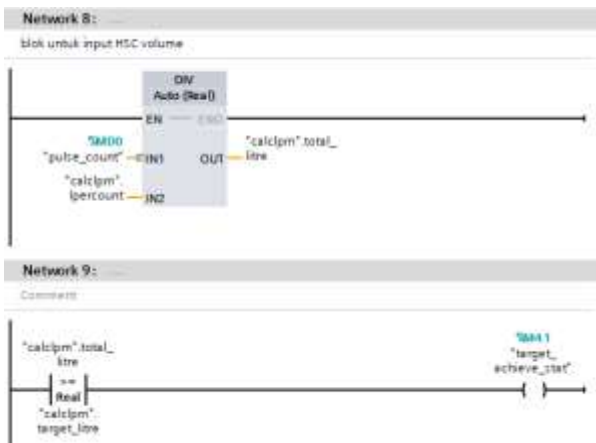 Network 8:
blok untuk input HSC volume
DIV
Auto (Real)
EN
ENO
%MD0
"pulse_count"
IN1
OUT
"calclpm".total_
litre
"calclpm".
lpercount
IN2
Network 9:
Comment
"calclpm".total_
litre
>=
Real
"calclpm".
target_litre
%M4.1
"target_
achieve_stat"